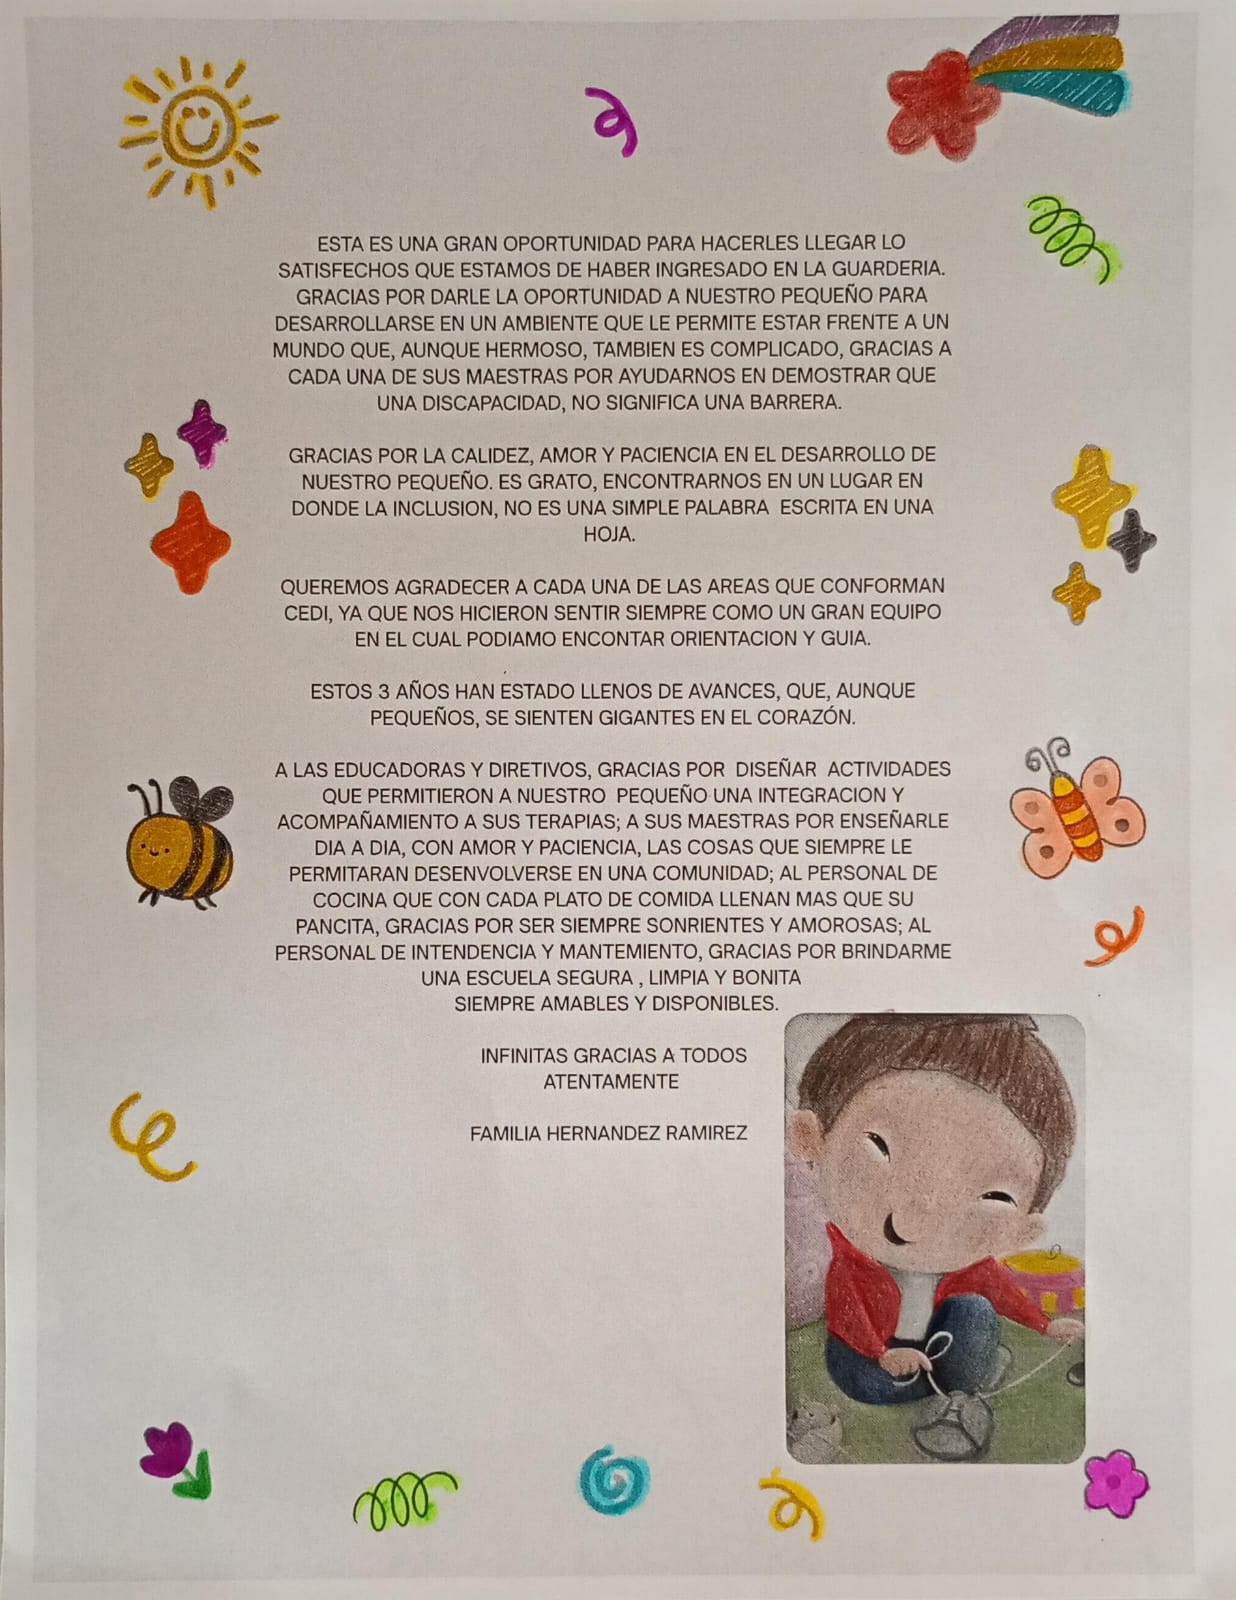 ESTA ES UNA GRAN OPORTUNIDAD PARA HACERLES LLEGAR LO
SATISFECHOS QUE ESTAMOS DE HABER INGRESADO EN LA GUARDERIA.
GRACIAS POR DARLE LA OPORTUNIDAD A NUESTRO PEQUEÑO PARA
DESARROLLARSE EN UN AMBIENTE QUE LE PERMITE ESTAR FRENTE A UN
MUNDO QUE, AUNQUE HERMOSO, TAMBIEN ES COMPLICADO, GRACIAS A
CADA UNA DE SUS MAESTRAS POR AYUDARNOS EN DEMOSTRAR QUE
UNA DISCAPACIDAD, NO SIGNIFICA UNA BARRERA.
GRACIAS POR LA CALIDEZ, AMOR Y PACIENCIA EN EL DESARROLLO DE
NUESTRO PEQUEÑO. ES GRATO, ENCONTRARNOS EN UN LUGAR EN
DONDE LA INCLUSION, NO ES UNA SIMPLE PALABRA ESCRITA EN UNA
HOJA.
QUEREMOS AGRADECER A CADA UNA DE LAS AREAS QUE CONFORMAN
CEDI, YA QUE NOS HICIERON SENTIR SIEMPRE COMO UN GRAN EQUIPO
EN EL CUAL PODIAMO ENCONTAR ORIENTACION Y GUIA.
ESTOS 3 AÑOS HAN ESTADO LLENOS DE AVANCES, QUE, AUNQUE
PEQUEÑOS, SE SIENTEN GIGANTES EN EL CORAZÓN.
A LAS EDUCADORAS Y DIRETIVOS, GRACIAS POR DISEÑAR ACTIVIDADES
QUE PERMITIERON A NUESTRO PEQUEÑO UNA INTEGRACION Y
ACOMPAÑAMIENTO A SUS TERAPIAS; A SUS MAESTRAS POR ENSEÑARLE
DIA A DIA, CON AMOR Y PACIENCIA, LAS COSAS QUE SIEMPRE LE
PERMITARAN DESENVOLVERSE EN UNA COMUNIDAD; AL PERSONAL DE
COCINA QUE CON CADA PLATO DE COMIDA LLENAN MAS QUE SU
PANCITA, GRACIAS POR SER SIEMPRE SONRIENTES Y AMOROSAS; AL
PERSONAL DE INTENDENCIA Y MANTEMIENTO, GRACIAS POR BRINDARME
UNA ESCUELA SEGURA , LIMPIA Y BONITA
SIEMPRE AMABLES Y DISPONIBLES.
INFINITAS GRACIAS A TODOS
ATENTAMENTE
FAMILIA HERNANDEZ RAMIREZ